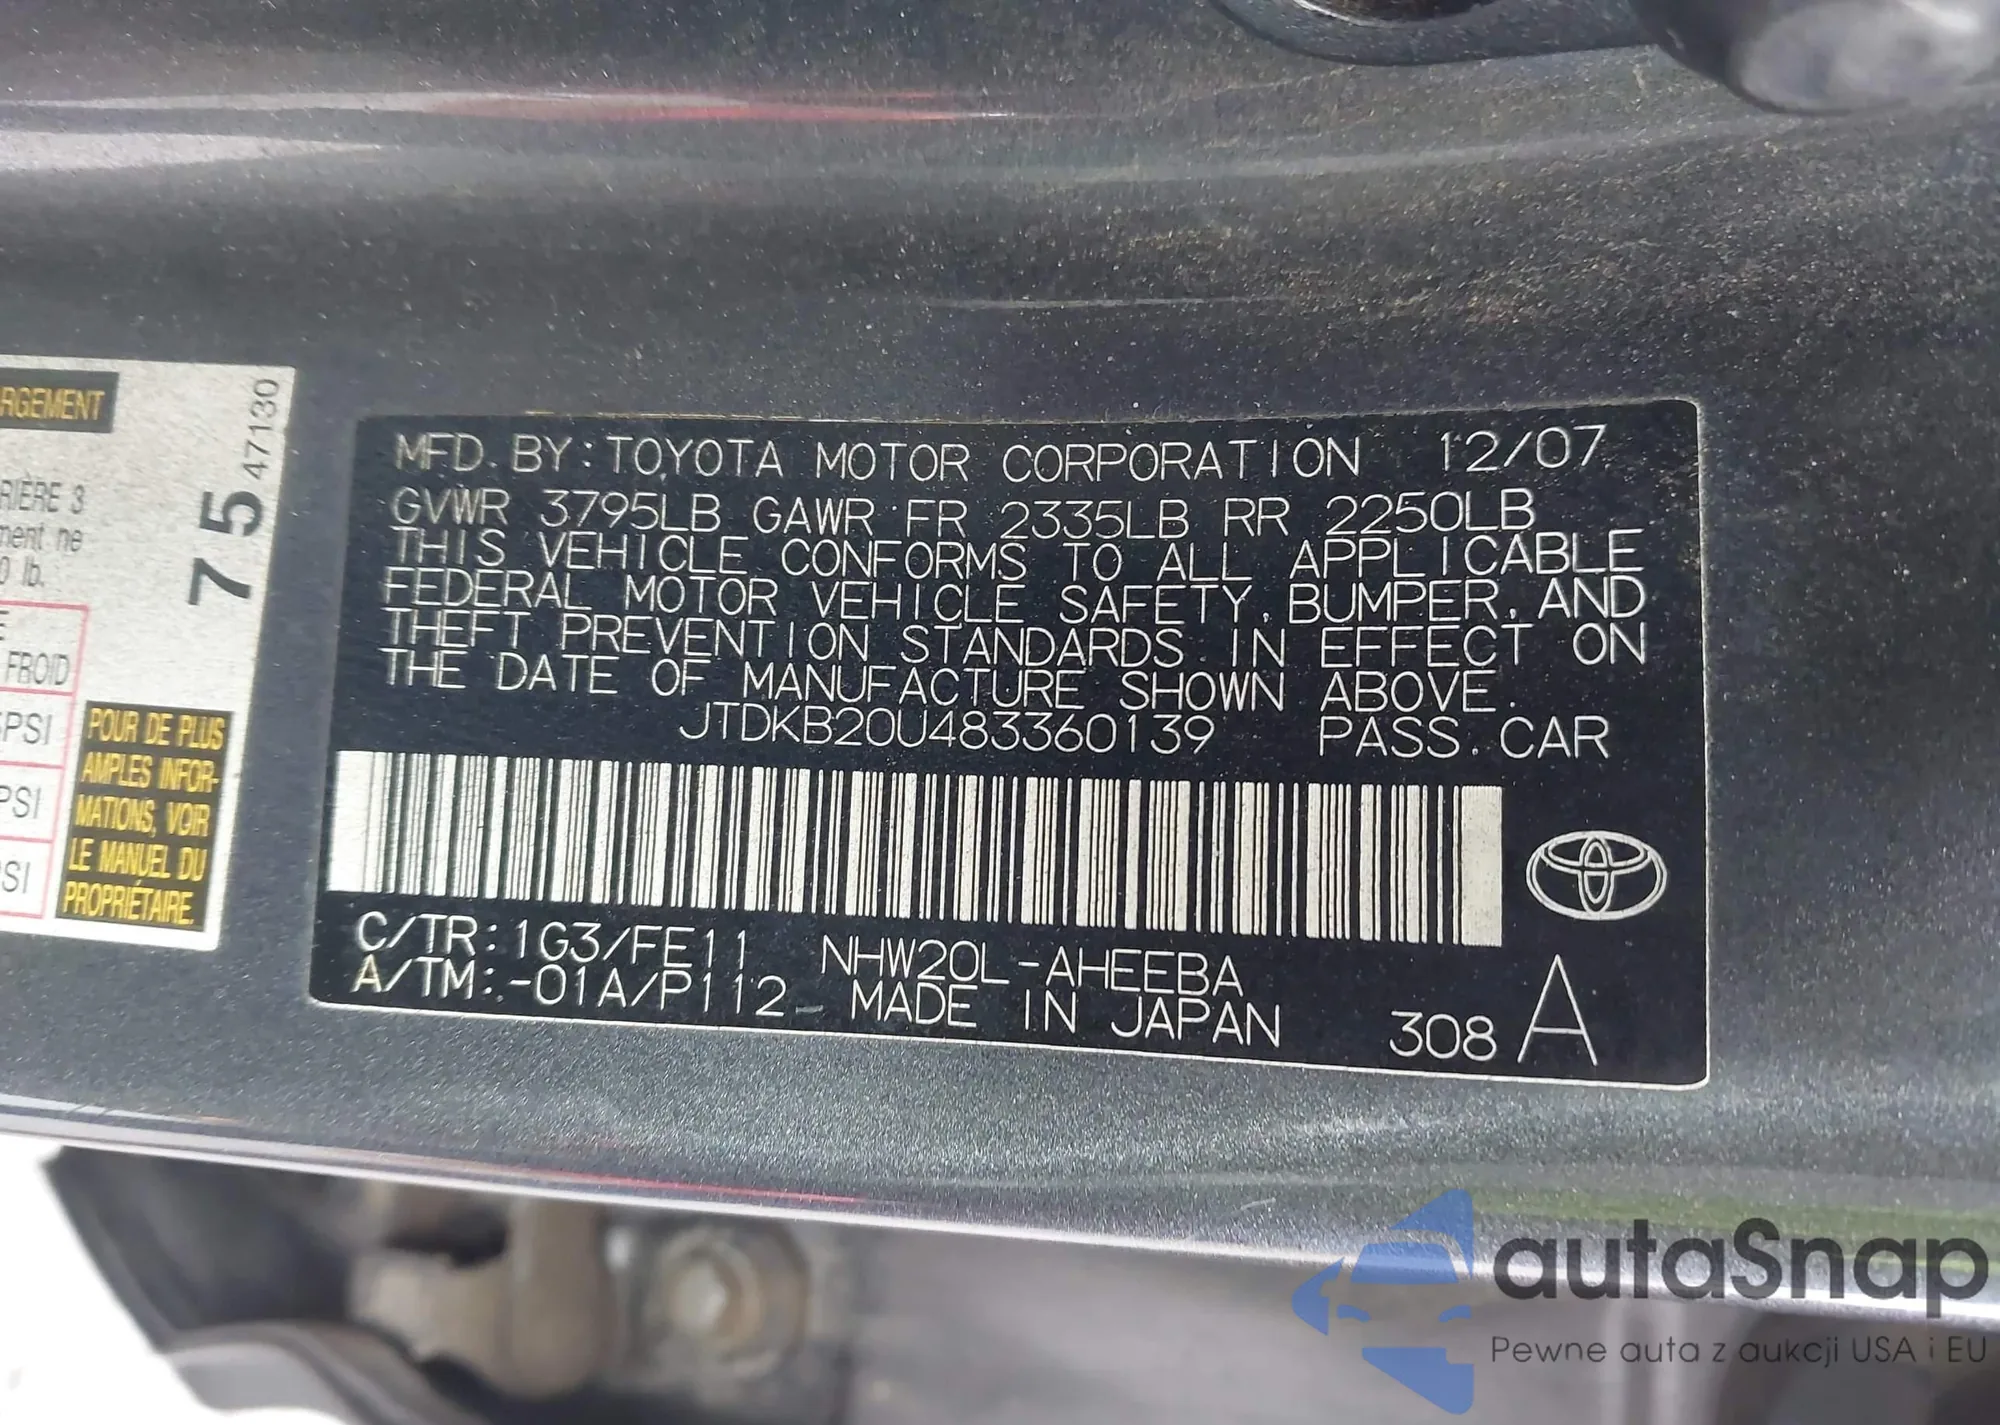 RGEMENT
47130
75
RIÈRE 3
ment ne
0 lb.
E
FROID
PSI
PSI
SI
POUR DE PLUS
AMPLES INFOR-
MATIONS, VOIR
LE MANUEL DU
PROPRIÉTAIRE.
MFD. BY: TOYOTA MOTOR CORPORATION 12/07
GVWR 3795LB GAWR FR 2335LB RR 2250LB
THIS VEHICLE CONFORMS TO ALL APPLICABLE
FEDERAL MOTOR VEHICLE SAFETY, BUMPER, AND
THEFT PREVENTION STANDARDS IN EFFECT ON
THE DATE OF MANUFACTURE SHOWN ABOVE.
JTDKB20U483360139 PASS. CAR
C/TR: 1G3/FE11 NHW20L-AHEEBA
A/TM: -01A/P112 MADE IN JAPAN 308 A
autaSnap
Pewne auta z aukcji USA i EU